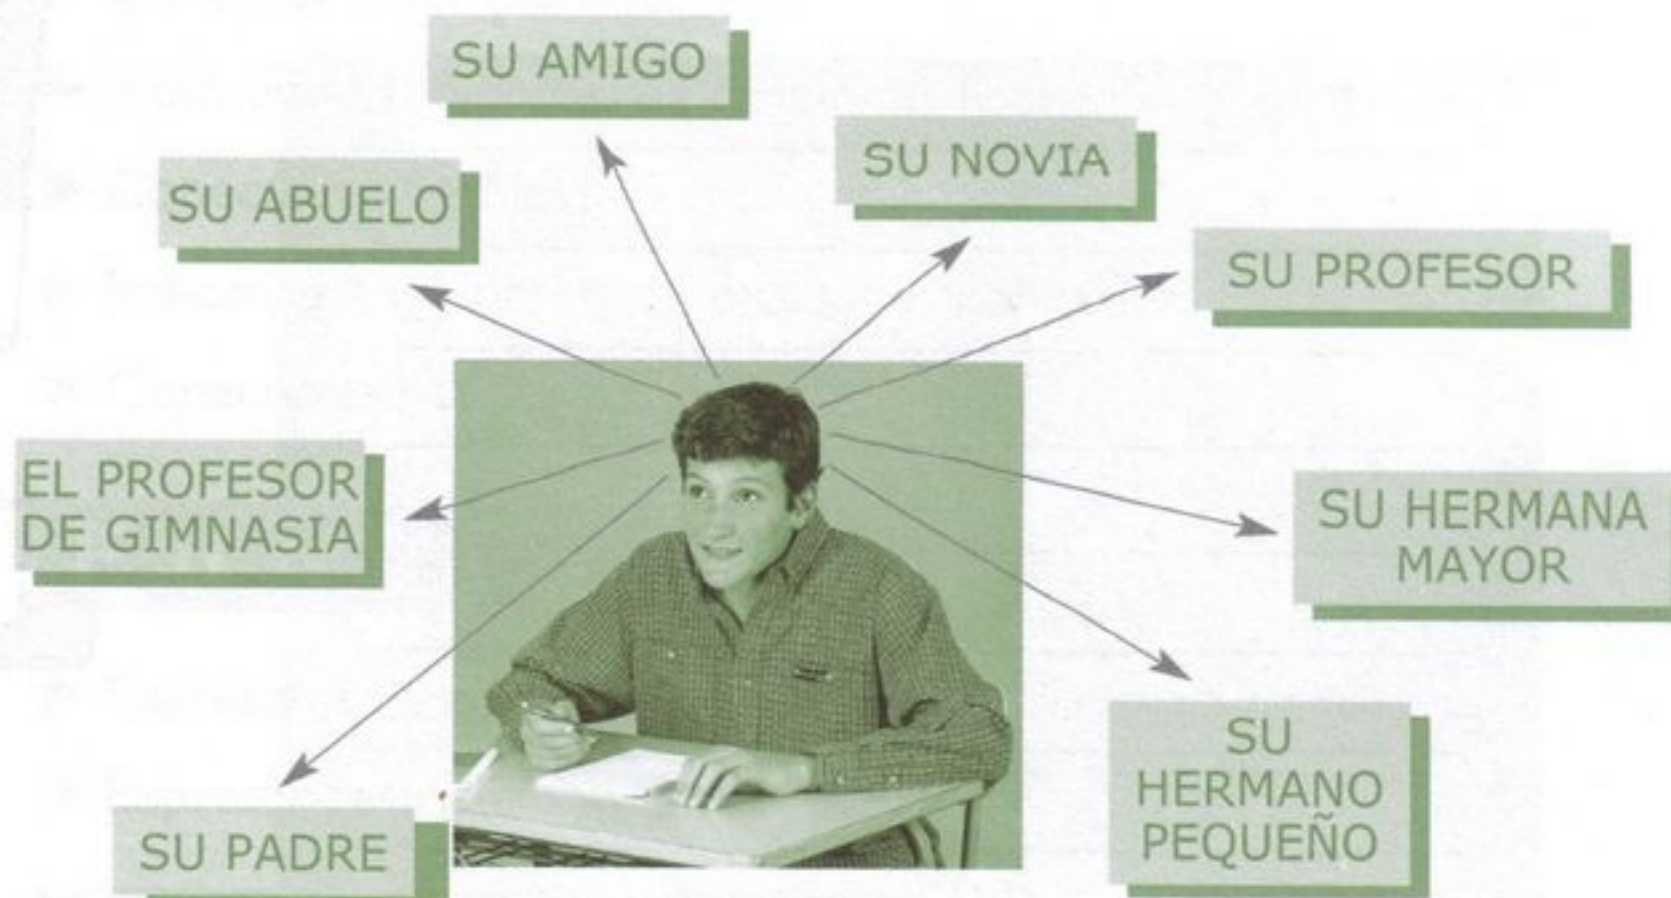 SU AMIGO
SU NOVIA
SU ABUELO
SU PROFESOR
EL PROFESOR
DE GIMNASIA
SU HERMANA
MAYOR
SU
HERMANO
PEQUEÑO
SU PADRE